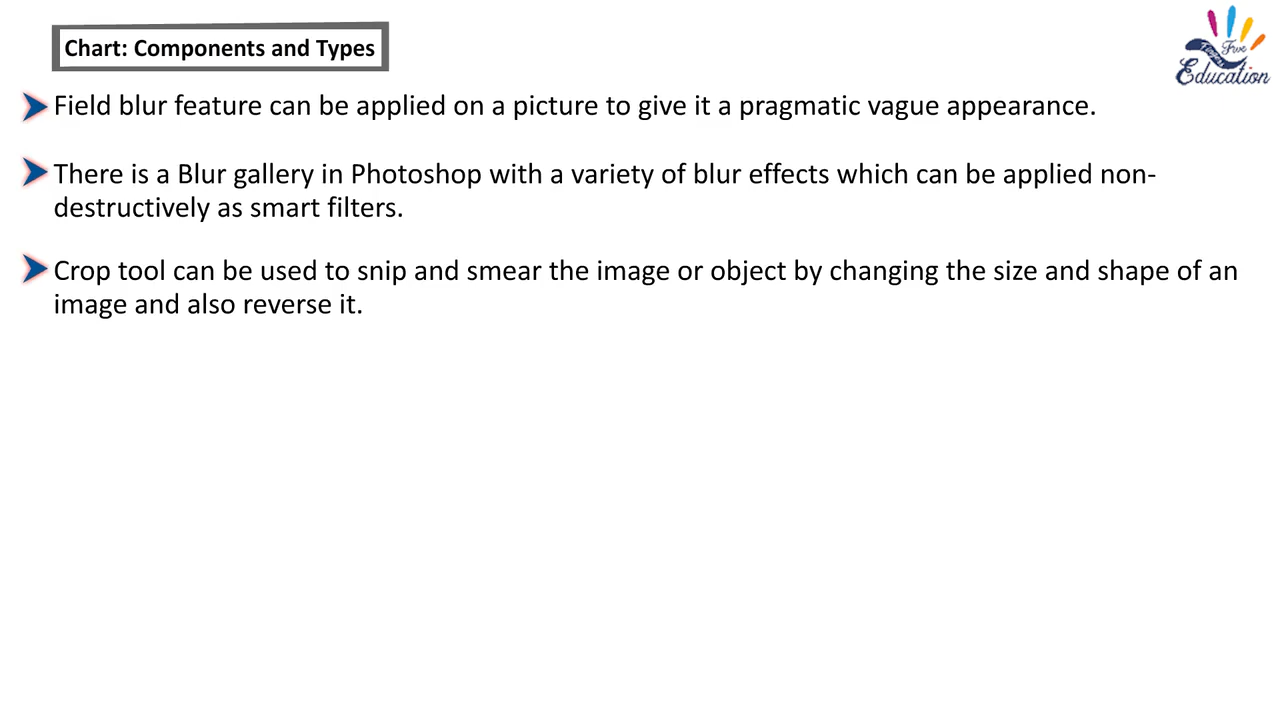 Chart: Components and Types
Five
Fingers
Education
Field blur feature can be applied on a picture to give it a pragmatic vague appearance.
There is a Blur gallery in Photoshop with a variety of blur effects which can be applied non-
destructively as smart filters.
Crop tool can be used to snip and smear the image or object by changing the size and shape of an
image and also reverse it.